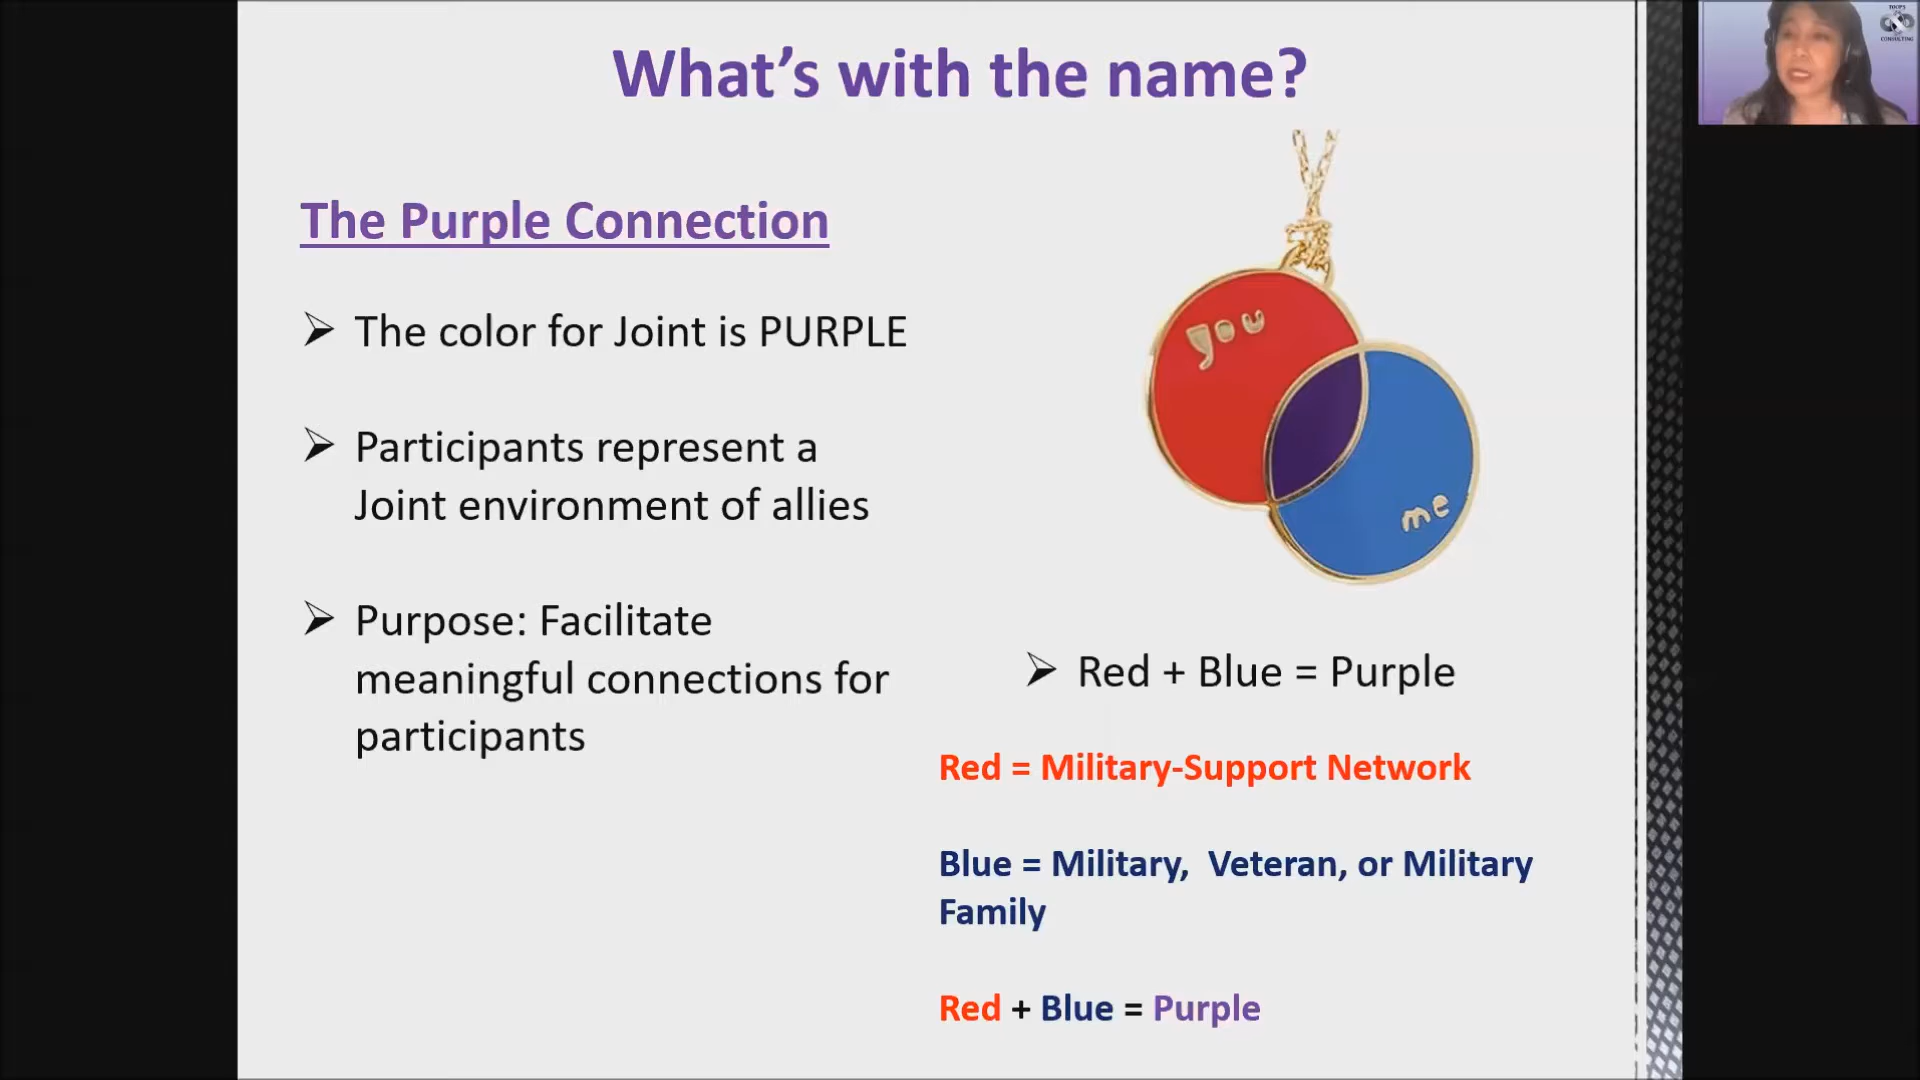 What's with the name?
The Purple Connection
➢ The color for Joint is PURPLE
➢ Participants represent a
Joint environment of allies
➢ Purpose: Facilitate
meaningful connections for
participants
you
me
➢ Red + Blue = Purple
Red = Military-Support Network
Blue = Military,  Veteran, or Military
Family
Red + Blue = Purple
CONSULTING